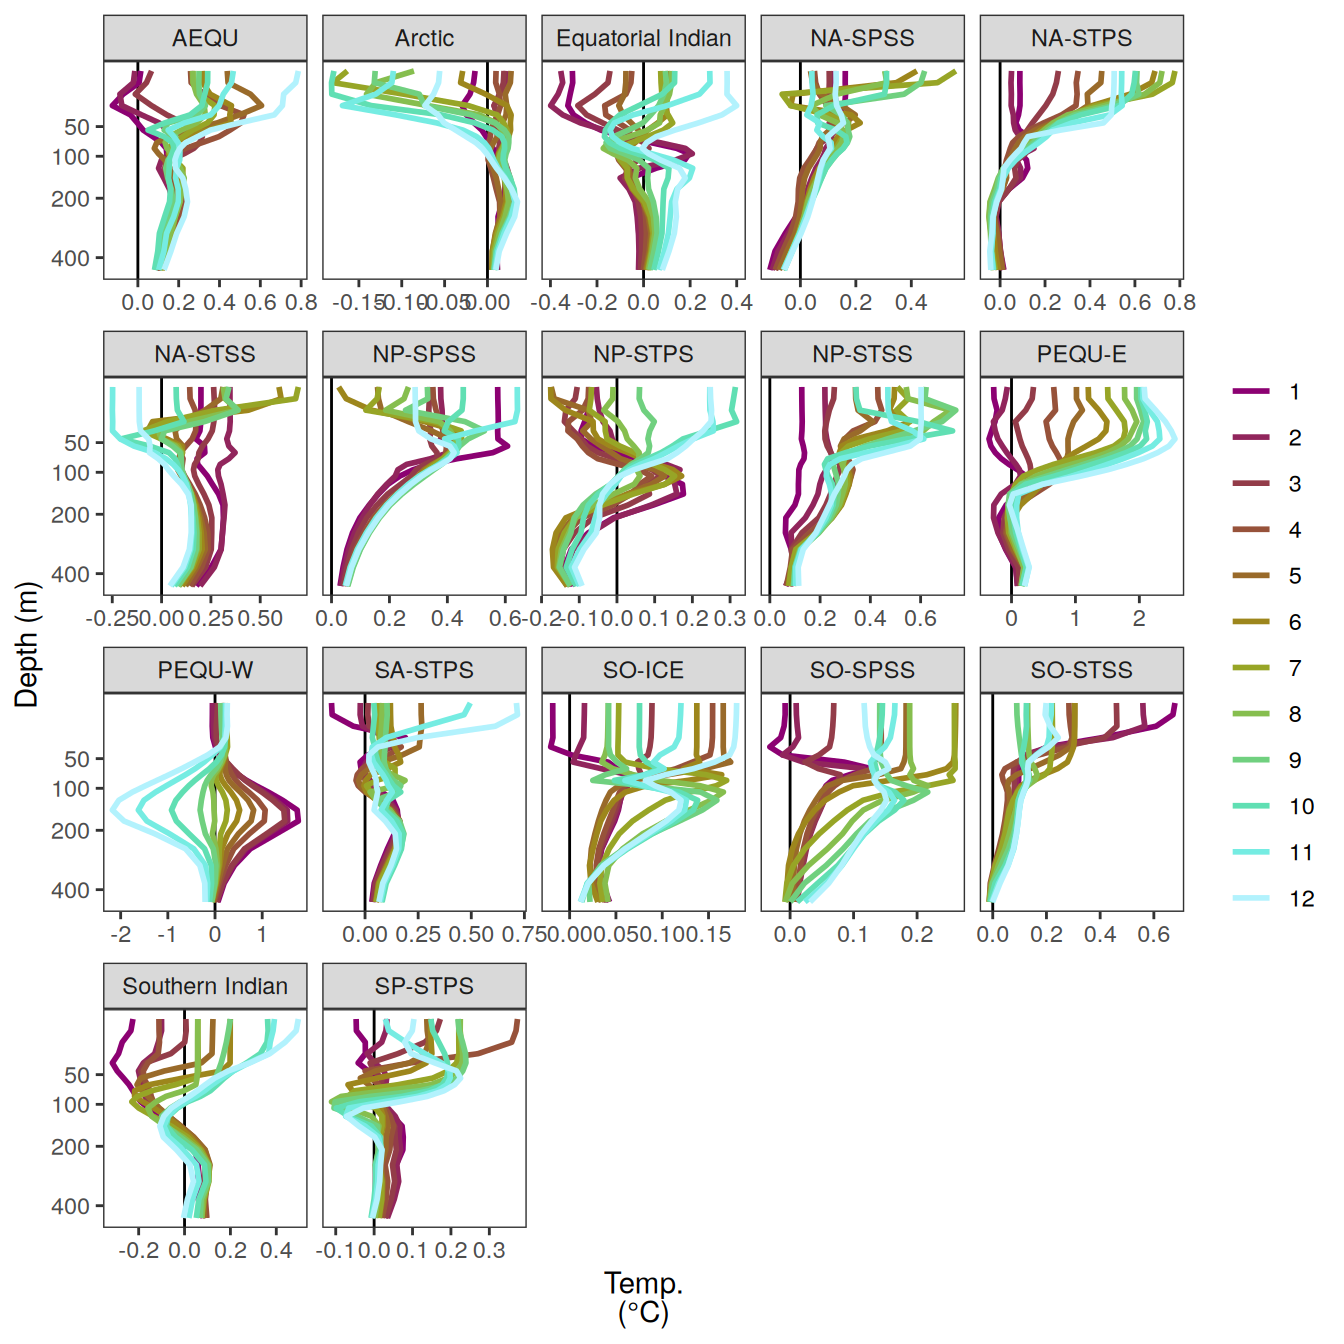 AEQU Arctic Equatorial Indian NA-SPSS NA-STPS
50
100
200
400
0.0 0.2 0.4 0.6 0.8 -0.15 -0.10 -0.05 0.00 -0.4 -0.2 0.0 0.2 0.4 0.0 0.2 0.4 0.0 0.2 0.4 0.6 0.8
NA-STSS NP-SPSS NP-STPS NP-STSS PEQU-E
50
100
200
400
-0.25 0.00 0.25 0.50 0.0 0.2 0.4 0.6 -0.2 -0.1 0.0 0.1 0.2 0.3 0.0 0.2 0.4 0.6 0 1 2
PEQU-W SA-STPS SO-ICE SO-SPSS SO-STSS
50
100
200
400
-2 -1 0 1 0.00 0.25 0.50 0.75 0.00 0.05 0.10 0.15 0.0 0.1 0.2 0.0 0.2 0.4 0.6
Southern Indian SP-STPS
50
100
200
400
-0.2 0.0 0.2 0.4 -0.1 0.0 0.1 0.2 0.3
Depth (m)
Temp.
(°C)
1
2
3
4
5
6
7
8
9
10
11
12